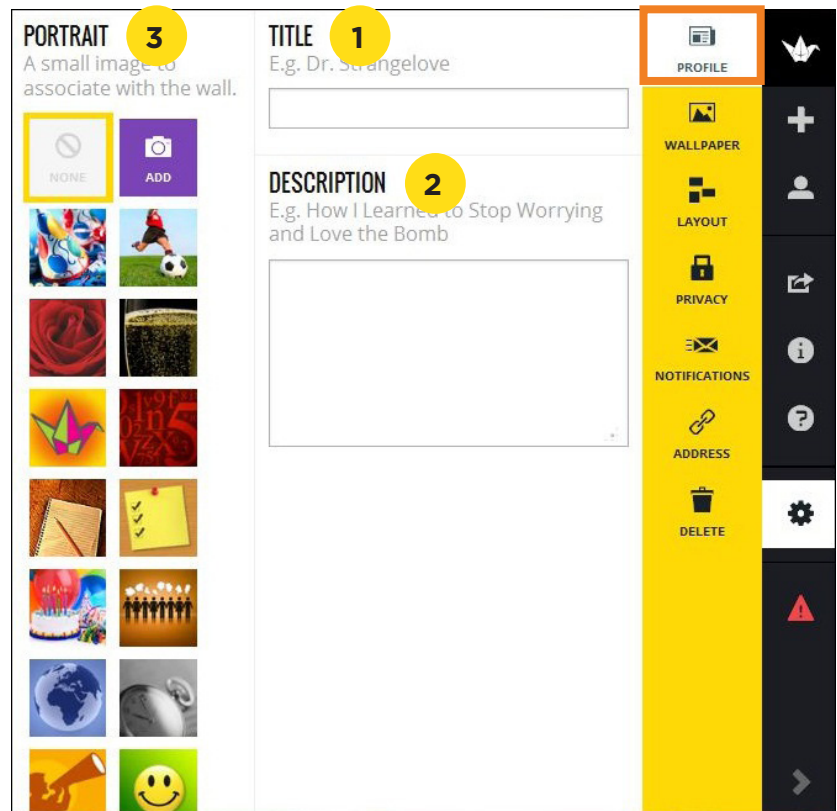 PORTRAIT 3
A small image to
associate with the wall.
NONE
ADD
TITLE 1
E.g. Dr. Strangelove
DESCRIPTION 2
E.g. How I Learned to Stop Worrying
and Love the Bomb
PROFILE
WALLPAPER
LAYOUT
PRIVACY
NOTIFICATIONS
ADDRESS
DELETE